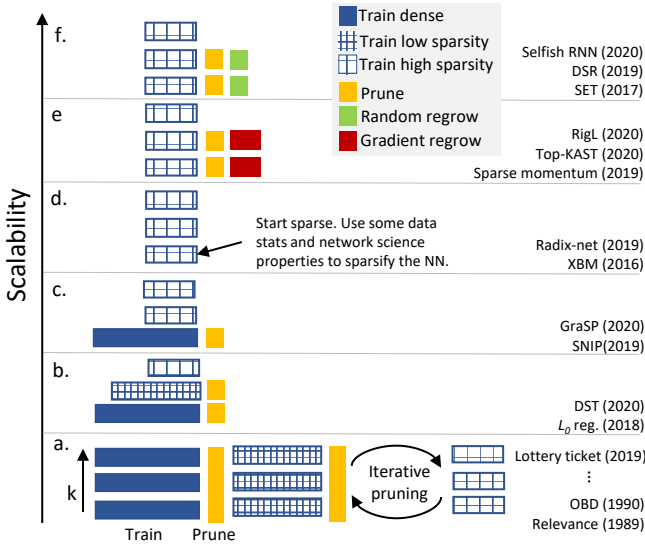 Scalability
Train dense
Train low sparsity
Train high sparsity
Prune
Random regrow
Gradient regrow
f.
Selfish RNN (2020)
DSR (2019)
SET (2017)
e
RigL (2020)
Top-KAST (2020)
Sparse momentum (2019)
d.
Start sparse. Use some data
stats and network science
properties to sparsify the NN.
Radix-net (2019)
XBM (2016)
c.
GraSP (2020)
SNIP(2019)
b.
DST (2020)
L₀ reg. (2018)
a.
k
Iterative
pruning
Lottery ticket (2019)
⋮
OBD (1990)
Relevance (1989)
Train
Prune